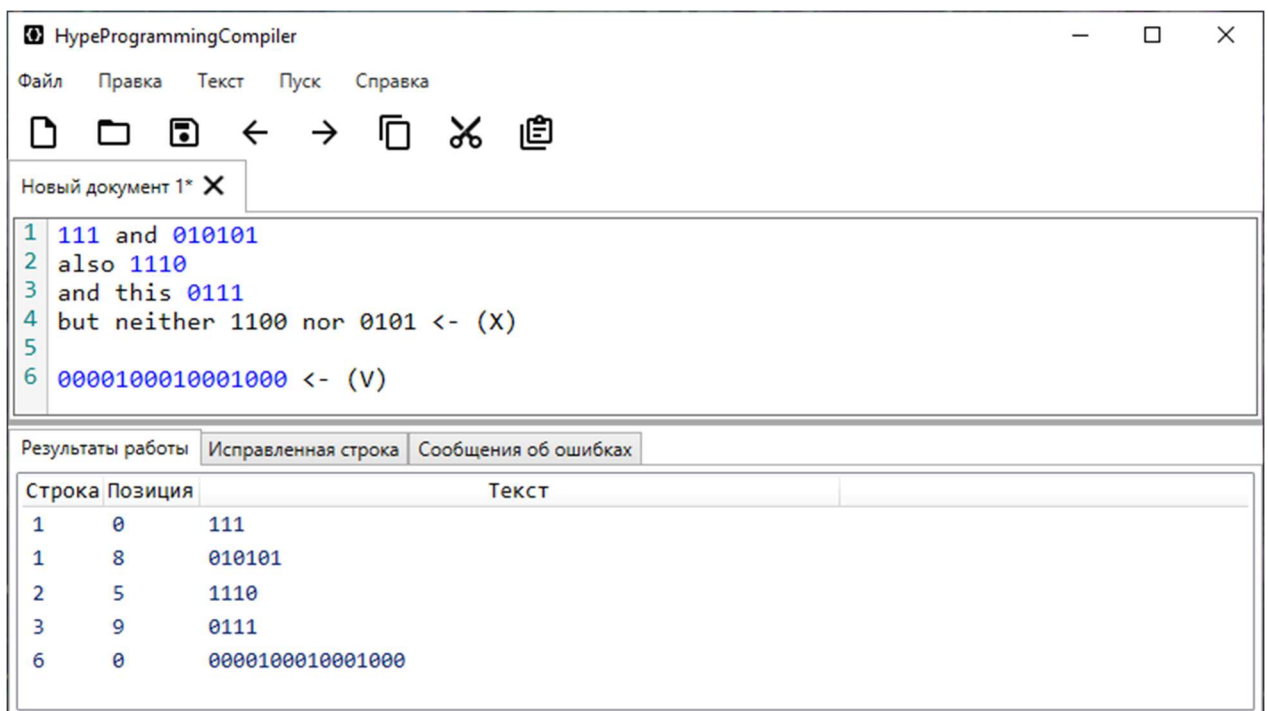 HypeProgrammingCompiler
Файл Правка Текст Пуск Справка
Новый документ 1*
1 111 and 010101
2 also 1110
3 and this 0111
4 but neither 1100 nor 0101 <- (X)
5
6 0000100010001000 <- (V)
Результаты работы Исправленная строка Сообщения об ошибках
Строка Позиция Текст
1 0 111
1 8 010101
2 5 1110
3 9 0111
6 0 0000100010001000